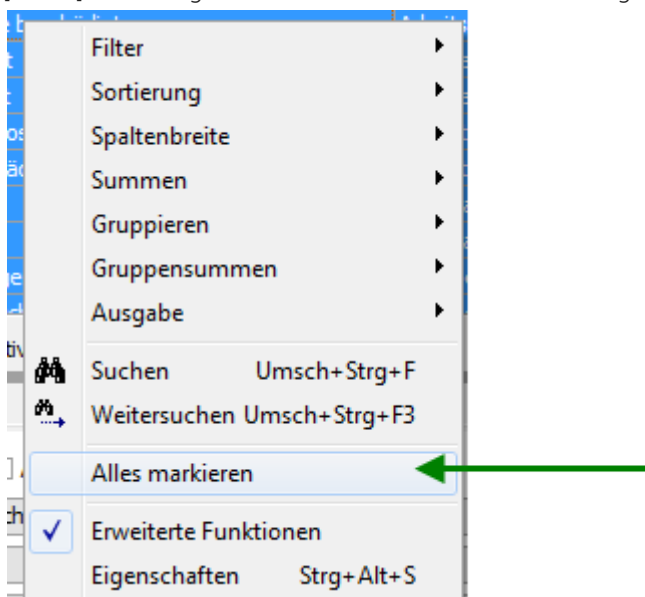 Filter
Sortierung
Spaltenbreite
Summen
Gruppieren
Gruppensummen
Ausgabe
Suchen Umsch+Strg+F
Weitersuchen Umsch+Strg+F3
Alles markieren
Erweiterte Funktionen
Eigenschaften Strg+Alt+S